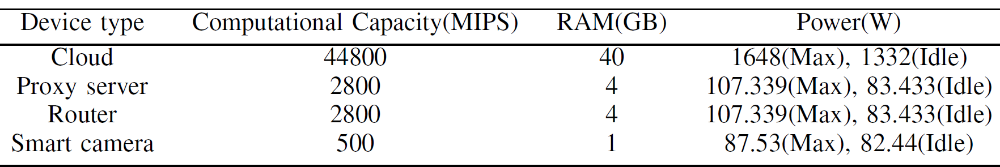 Device type Computational Capacity(MIPS) RAM(GB) Power(W)
Cloud 44800 40 1648(Max), 1332(Idle)
Proxy server 2800 4 107.339(Max), 83.433(Idle)
Router 2800 4 107.339(Max), 83.433(Idle)
Smart camera 500 1 87.53(Max), 82.44(Idle)